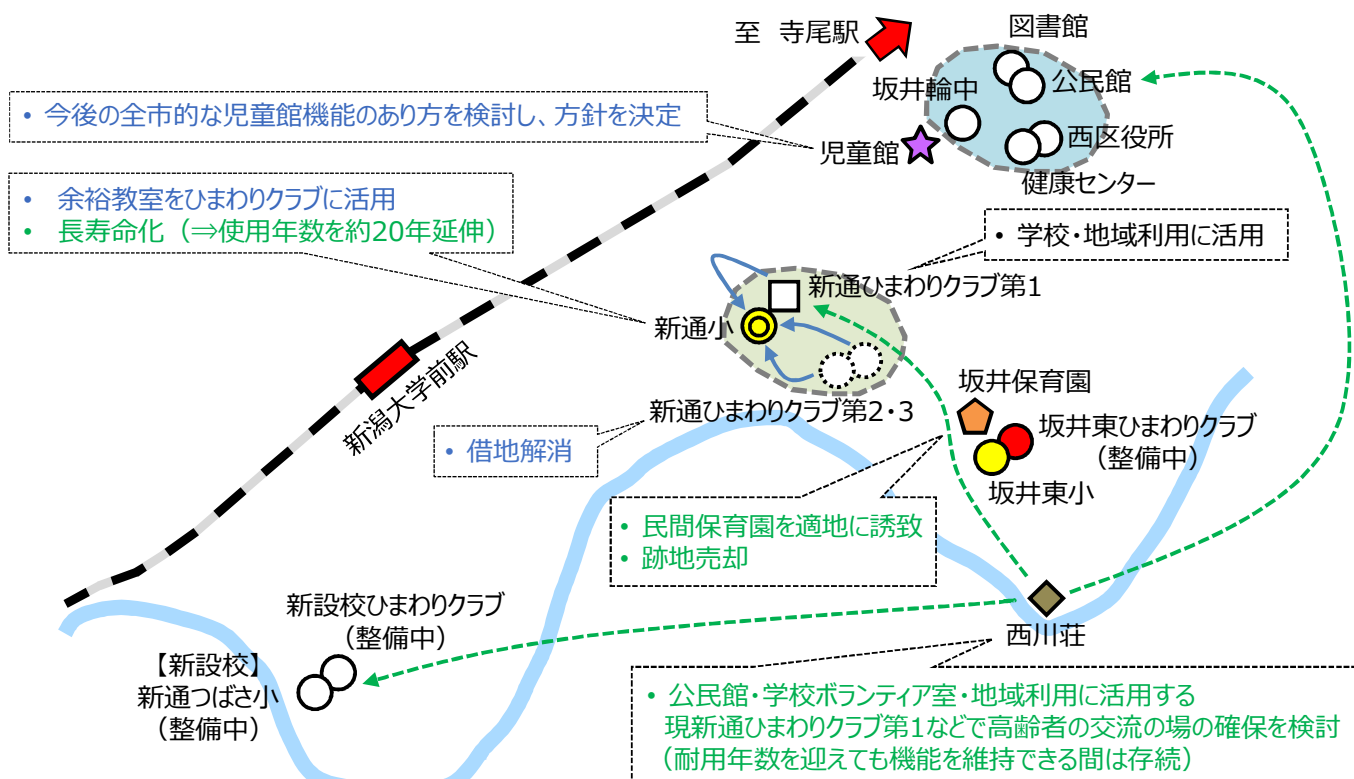 図書館
至 寺尾駅
公民館
坂井輪中
• 今後の全市的な児童館機能のあり方を検討し、方針を決定
西区役所
児童館
健康センター
• 余裕教室をひまわりクラブに活用
• 長寿命化（⇒使用年数を約20年延伸）
• 学校・地域利用に活用
新通ひまわりクラブ第1
新通小
新潟大学前駅
坂井保育園
新通ひまわりクラブ第2・3
• 借地解消
坂井東ひまわりクラブ
（整備中）
坂井東小
• 民間保育園を適地に誘致
• 跡地売却
新設校ひまわりクラブ
（整備中）
西川荘
【新設校】
新通つばさ小
（整備中）
• 公民館・学校ボランティア室・地域利用に活用する
現新通ひまわりクラブ第1などで高齢者の交流の場の確保を検討
（耐用年数を迎えても機能を維持できる間は存続）